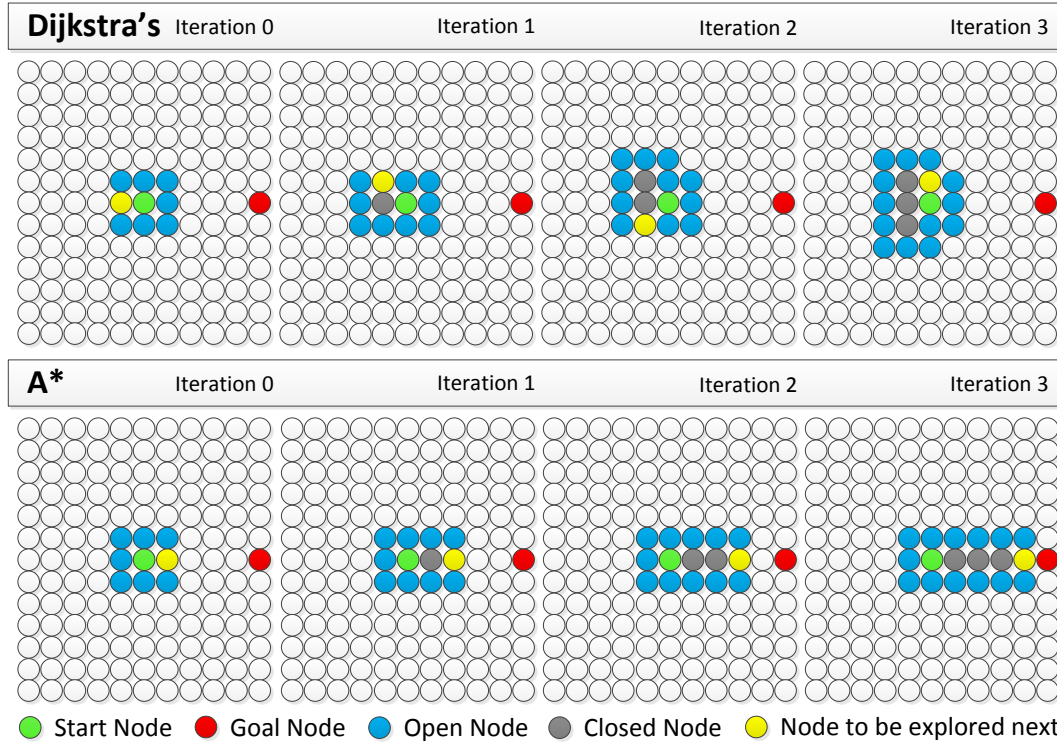 Dijkstra's Iteration 0 Iteration 1 Iteration 2 Iteration 3
A* Iteration 0 Iteration 1 Iteration 2 Iteration 3
Start Node Goal Node Open Node Closed Node Node to be explored next